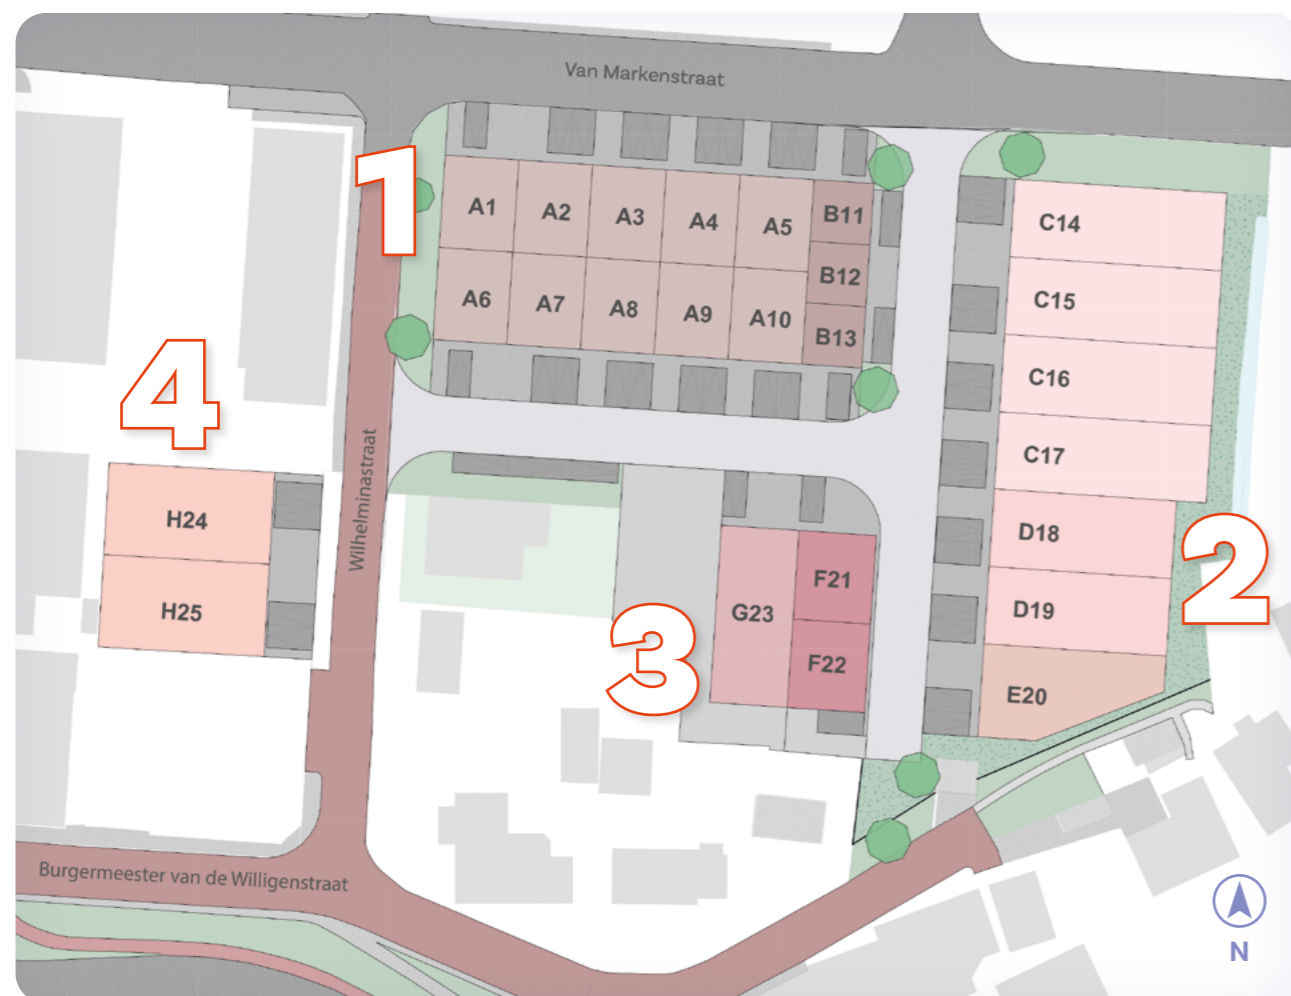 Van Markenstraat
1
A1 A2 A3 A4 A5 B11
B12
A6 A7 A8 A9 A10 B13
C14
C15
C16
C17
D18
D19
E20
2
4
H24
H25
Wilhelminastraat
3
G23 F21
F22
Burgermeester van de Willigenstraat
N